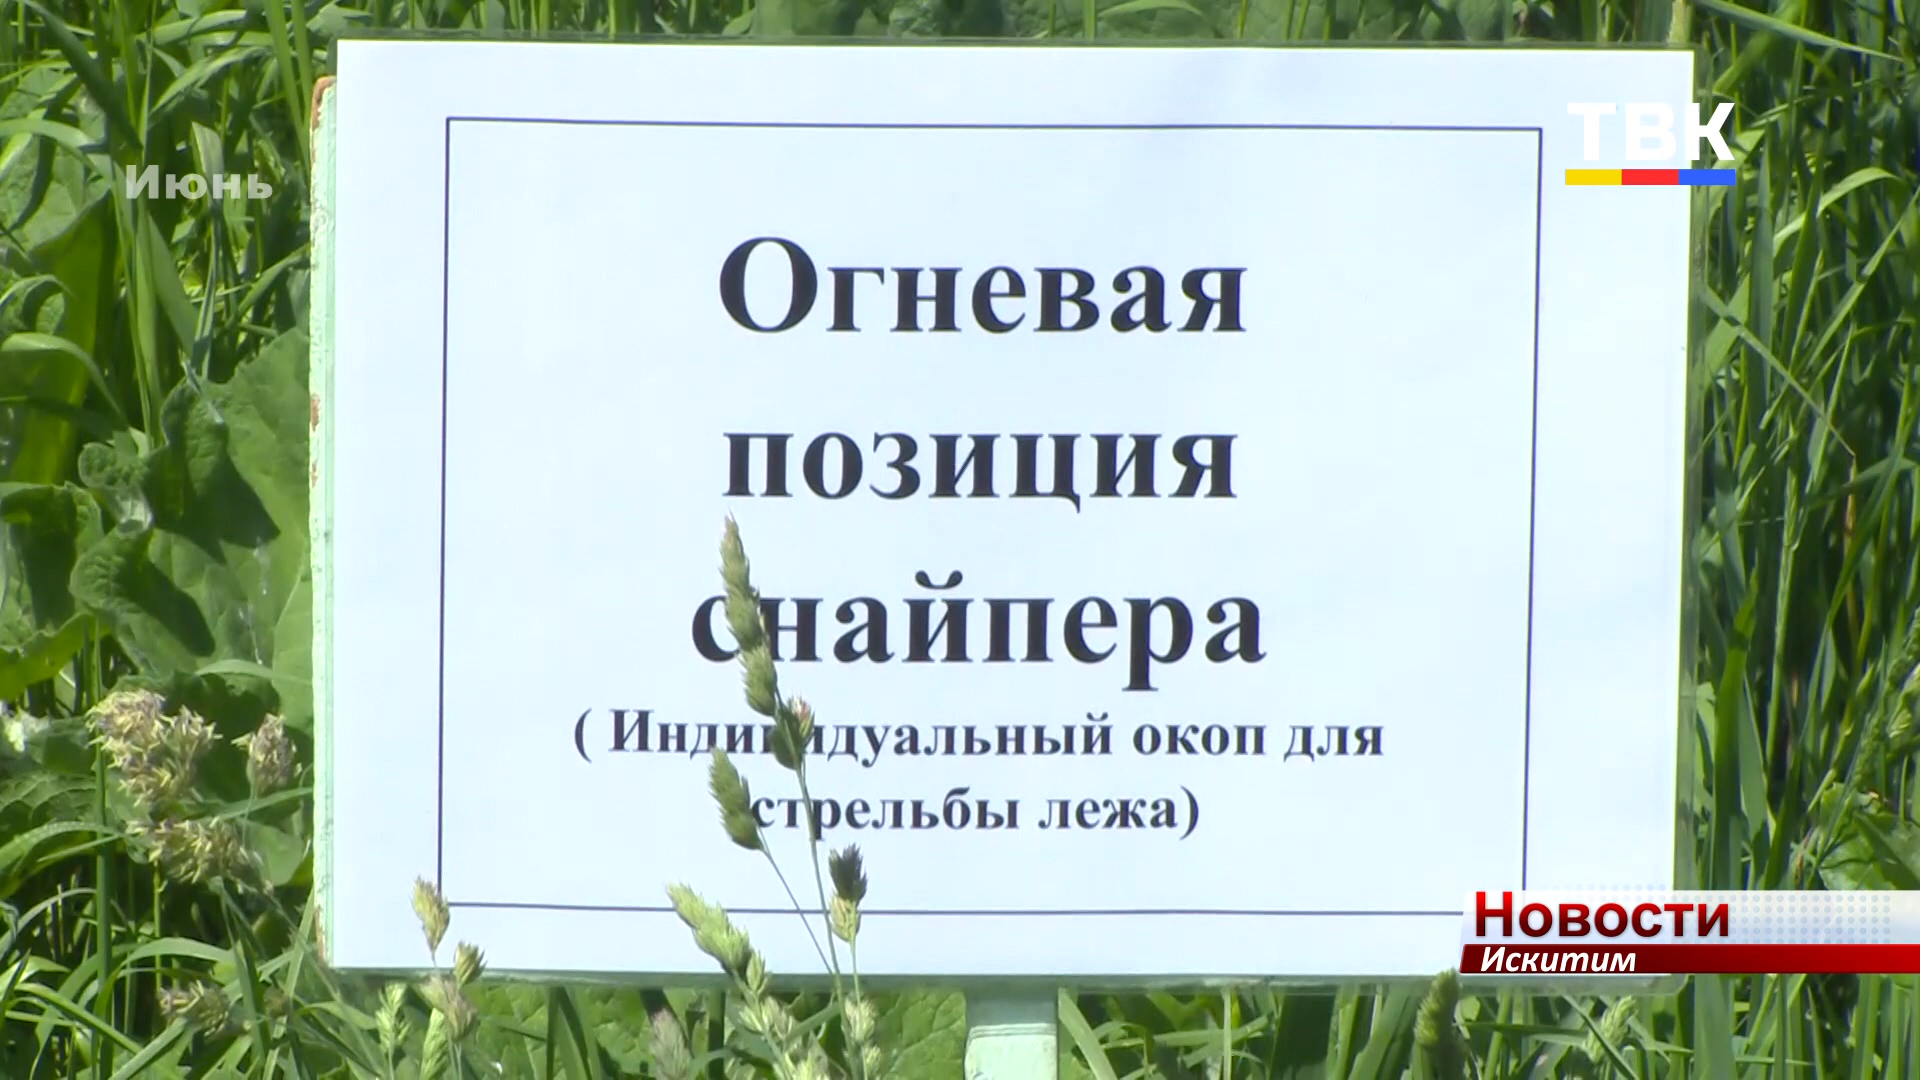 ТВК
Июнь
Огневая
позиция
снайпера
( Индивидуальный окоп для
стрельбы лежа)
Новости
Искитим